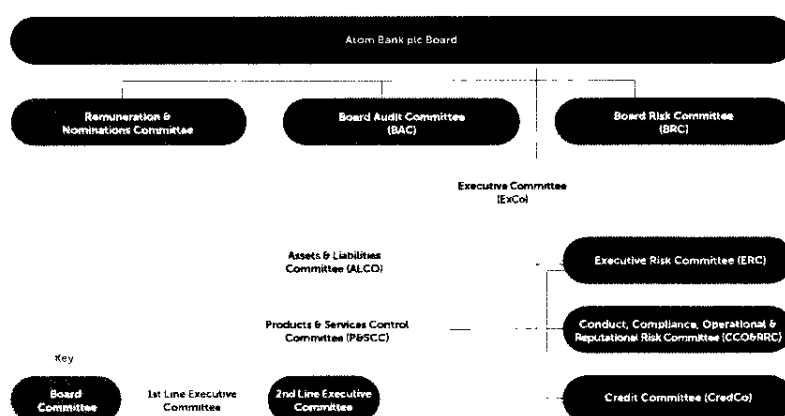 Atom Bank plc Board
Remuneration &
Nominations Committee
Board Audit Committee
(BAC)
Board Risk Committee
(BRC)
Executive Committee
(ExCo)
Assets & Liabilities
Committee (ALCO)
Executive Risk Committee (ERC)
Products & Services Control
Committee (P&SCC)
Conduct, Compliance, Operational &
Reputational Risk Committee (CCO&RRC)
Key
Board
Committee
1st Line Executive
Committee
2nd Line Executive
Committee
Credit Committee (CredCo)